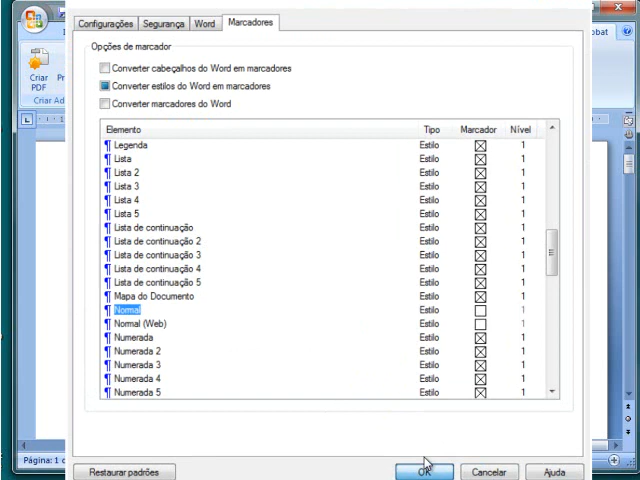 Configurações Segurança Word Marcadores
Opções de marcador
Converter cabeçalhos do Word em marcadores
Converter estilos do Word em marcadores
Converter marcadores do Word
Elemento Tipo Marcador Nível
Legenda Estilo 1
Lista Estilo 1
Lista 2 Estilo 1
Lista 3 Estilo 1
Lista 4 Estilo 1
Lista 5 Estilo 1
Lista de continuação Estilo 1
Lista de continuação 2 Estilo 1
Lista de continuação 3 Estilo 1
Lista de continuação 4 Estilo 1
Lista de continuação 5 Estilo 1
Mapa do Documento Estilo 1
Normal Estilo 1
Normal (Web) Estilo 1
Numerada Estilo 1
Numerada 2 Estilo 1
Numerada 3 Estilo 1
Numerada 4 Estilo 1
Numerada 5 Estilo 1
Restaurar padrões OK Cancelar Ajuda
Criar
PDF
Criar Ad
obat
Página: 1